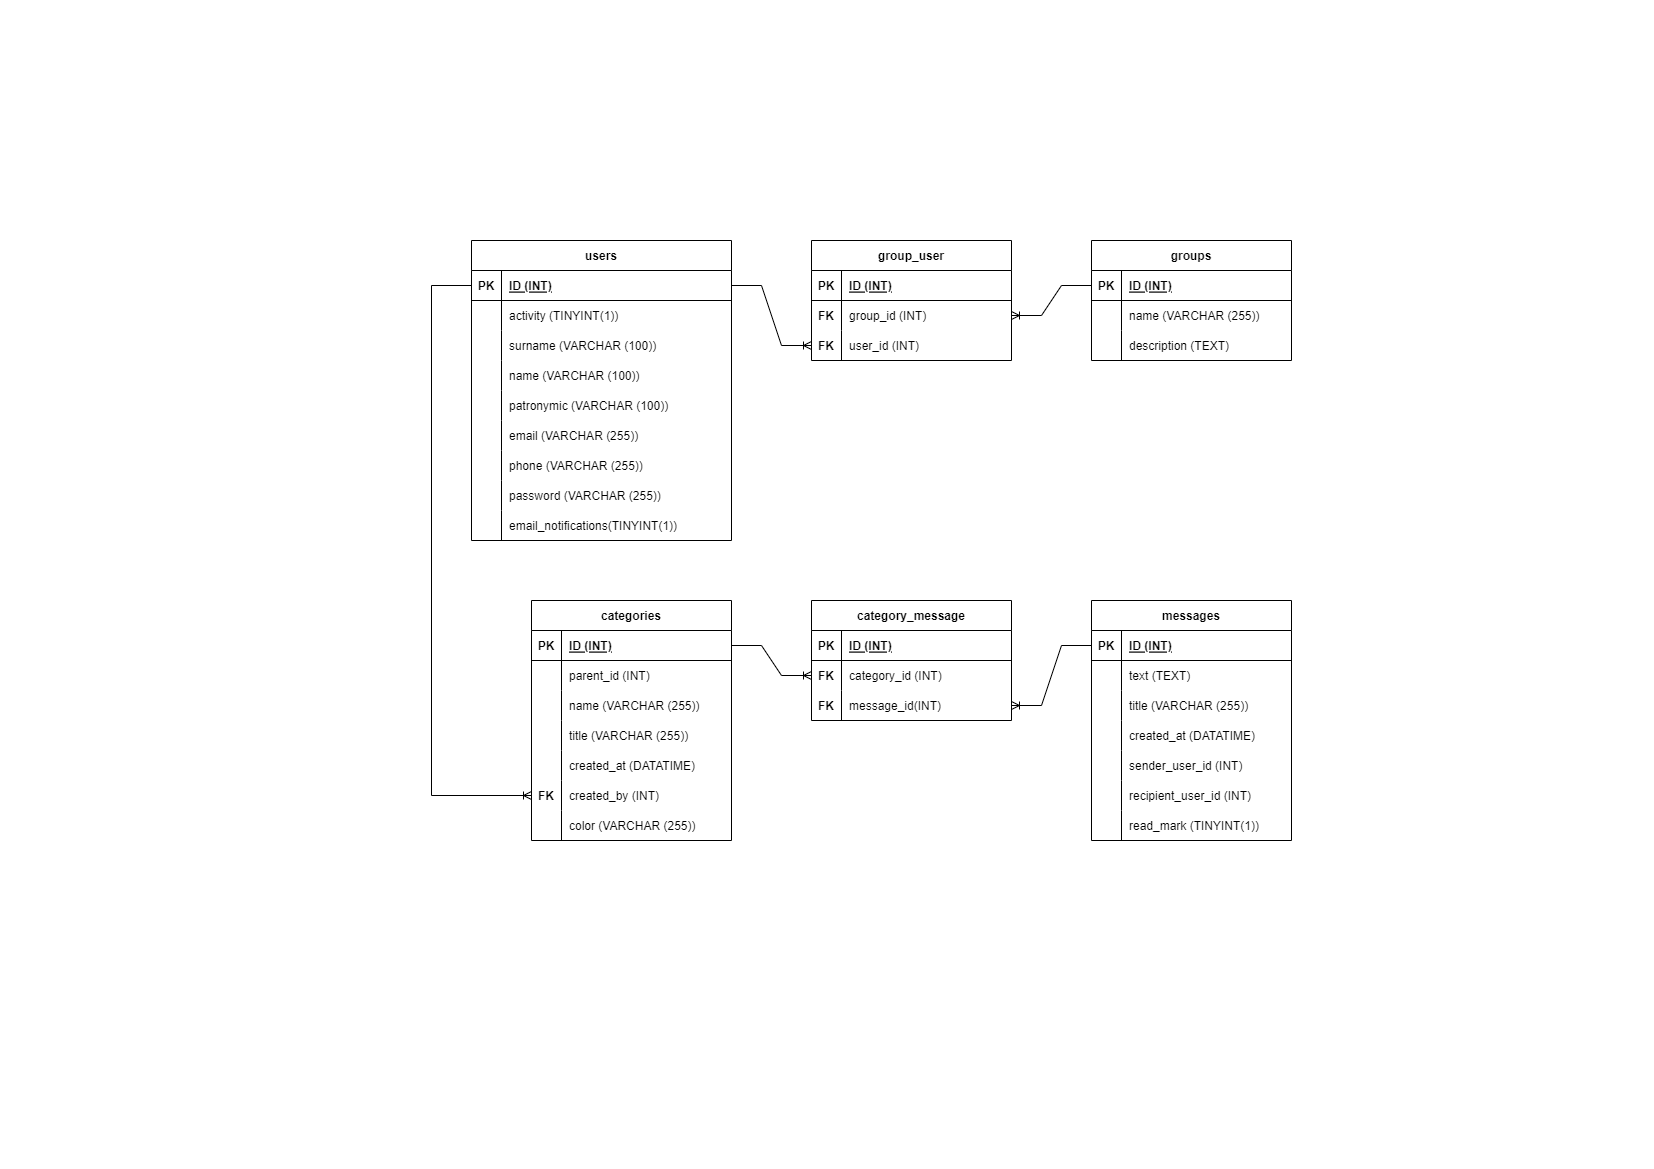 users
PK ID (INT)
activity (TINYINT(1))
surname (VARCHAR (100))
name (VARCHAR (100))
patronymic (VARCHAR (100))
email (VARCHAR (255))
phone (VARCHAR (255))
password (VARCHAR (255))
email_notifications(TINYINT(1))
group_user
PK ID (INT)
FK group_id (INT)
FK user_id (INT)
groups
PK ID (INT)
name (VARCHAR (255))
description (TEXT)
categories
PK ID (INT)
parent_id (INT)
name (VARCHAR (255))
title (VARCHAR (255))
created_at (DATATIME)
FK created_by (INT)
color (VARCHAR (255))
category_message
PK ID (INT)
FK category_id (INT)
FK message_id(INT)
messages
PK ID (INT)
text (TEXT)
title (VARCHAR (255))
created_at (DATATIME)
sender_user_id (INT)
recipient_user_id (INT)
read_mark (TINYINT(1))